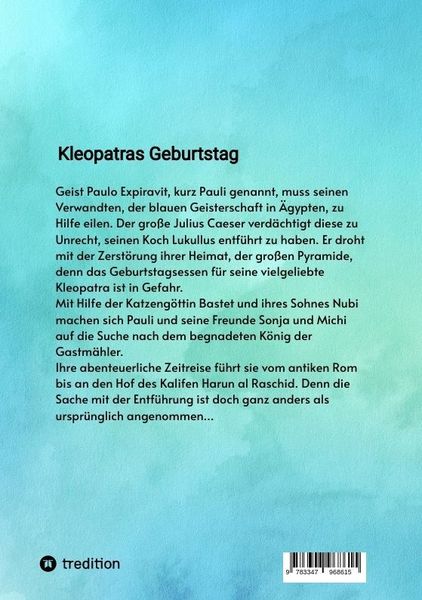 Kleopatras Geburtstag
Geist Paulo Expiravit, kurz Pauli genannt, muss seinen
Verwandten, der blauen Geisterschaft in Ägypten, zu
Hilfe eilen. Der große Julius Caeser verdächtigt diese zu
Unrecht, seinen Koch Lukullus entführt zu haben. Er droht
mit der Zerstörung ihrer Heimat, der großen Pyramide,
denn das Geburtstagsessen für seine vielgeliebte
Kleopatra ist in Gefahr.
Mit Hilfe der Katzengöttin Bastet und ihres Sohnes Nubi
machen sich Pauli und seine Freunde Sonja und Michi
auf die Suche nach dem begnadeten König der
Gastmähler.
Ihre abenteuerliche Zeitreise führt sie vom antiken Rom
bis an den Hof des Kalifen Harun al Raschid. Denn die
Sache mit der Entführung ist doch ganz anders als
ursprünglich angenommen...
tredition
9 783347 968615